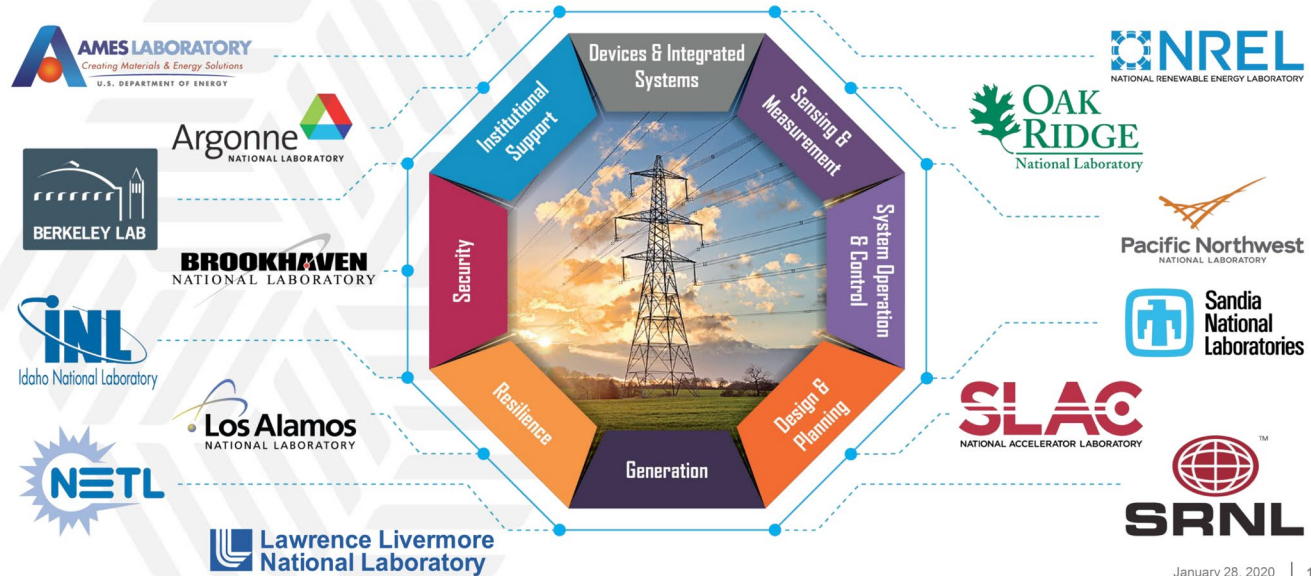 AMES LABORATORY
Creating Materials & Energy Solutions
U.S. DEPARTMENT OF ENERGY
Argonne
NATIONAL LABORATORY
BERKELEY LAB
BROOKHAVEN
NATIONAL LABORATORY
INL
Idaho National Laboratory
Los Alamos
NATIONAL LABORATORY
NETL
Lawrence Livermore
National Laboratory
Devices & Integrated
Systems
Sensing &
Measurement
System Operation
& Control
Design &
Planning
Generation
Resilience
Security
Institutional
Support
NREL
NATIONAL RENEWABLE ENERGY LABORATORY
OAK
RIDGE
National Laboratory
Pacific Northwest
NATIONAL LABORATORY
Sandia
National
Laboratories
SLAC
NATIONAL ACCELERATOR LABORATORY
TM
SRNL
January 28, 2020 | 1